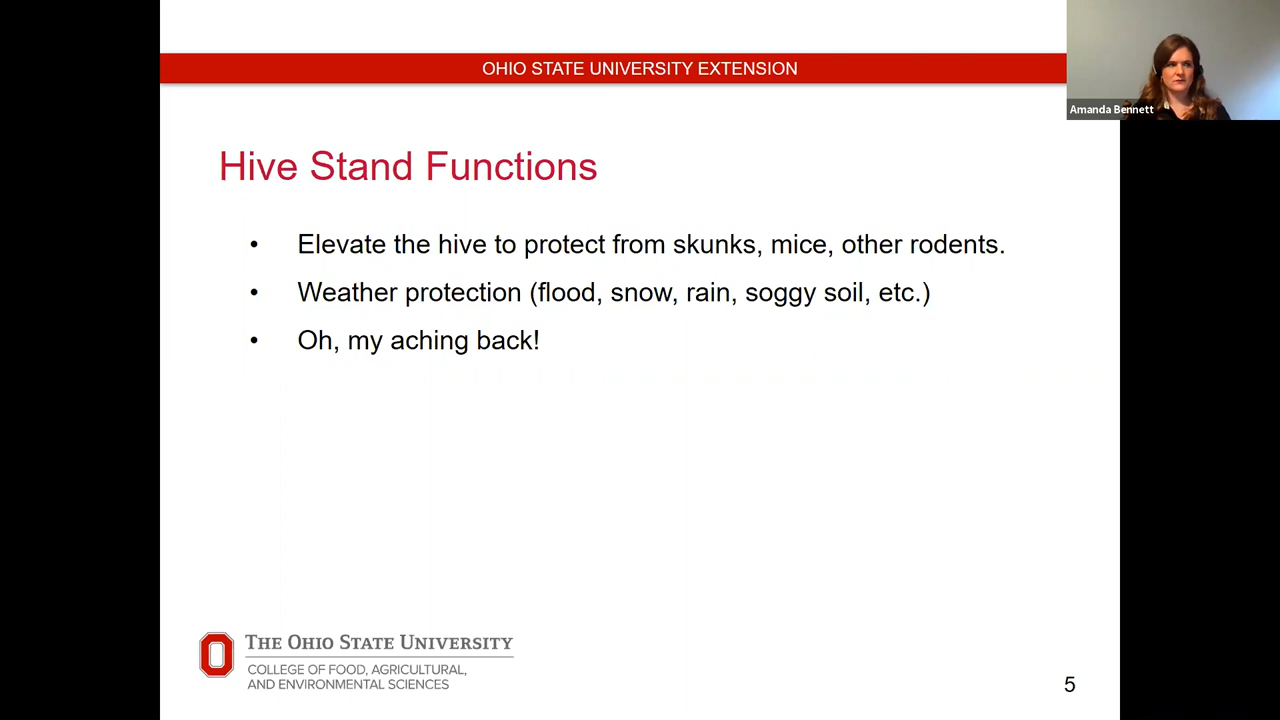 OHIO STATE UNIVERSITY EXTENSION
Amanda Bennett
Hive Stand Functions
• Elevate the hive to protect from skunks, mice, other rodents.
• Weather protection (flood, snow, rain, soggy soil, etc.)
• Oh, my aching back!
THE OHIO STATE UNIVERSITY
COLLEGE OF FOOD, AGRICULTURAL,
AND ENVIRONMENTAL SCIENCES
5